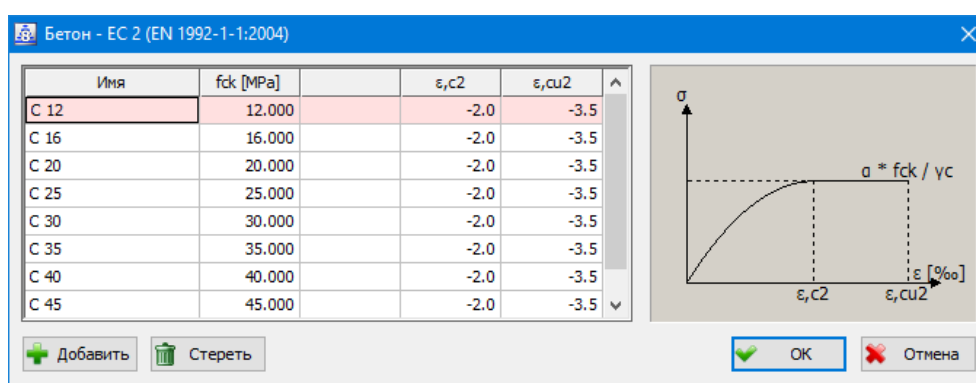 Бетон - EC 2 (EN 1992-1-1:2004)
Имя fck [MPa] ε,c2 ε,cu2
C 12 12.000 -2.0 -3.5
C 16 16.000 -2.0 -3.5
C 20 20.000 -2.0 -3.5
C 25 25.000 -2.0 -3.5
C 30 30.000 -2.0 -3.5
C 35 35.000 -2.0 -3.5
C 40 40.000 -2.0 -3.5
C 45 45.000 -2.0 -3.5
σ
α * fck / γc
ε [‰]
ε,c2 ε,cu2
Добавить Стереть OK Отмена